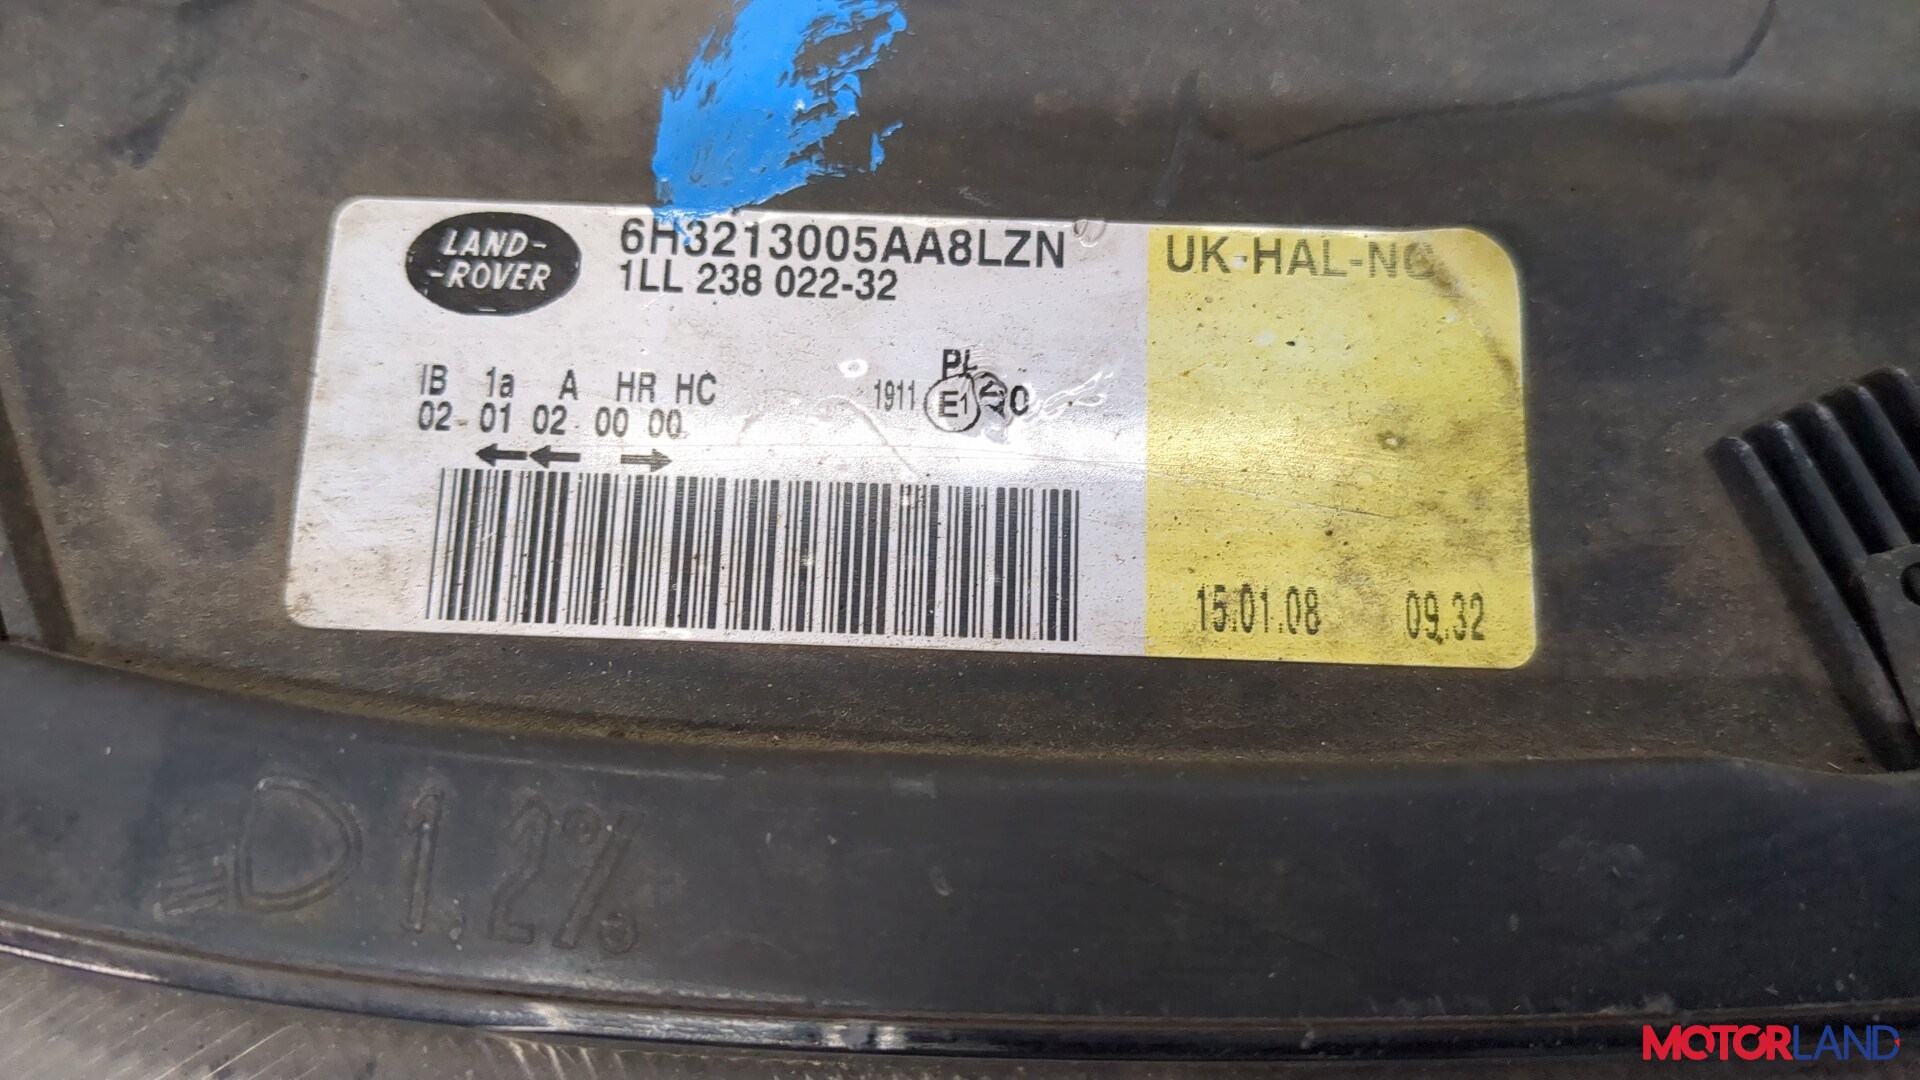 LAND-
-ROVER
6H3213005AA8LZN
1LL 238 022-32
UK-HAL-NO
IB 1a A HR HC
02 01 02 00 00
PL
1911 E1
15.01.08 09.32
1.2%
MOTORLAND